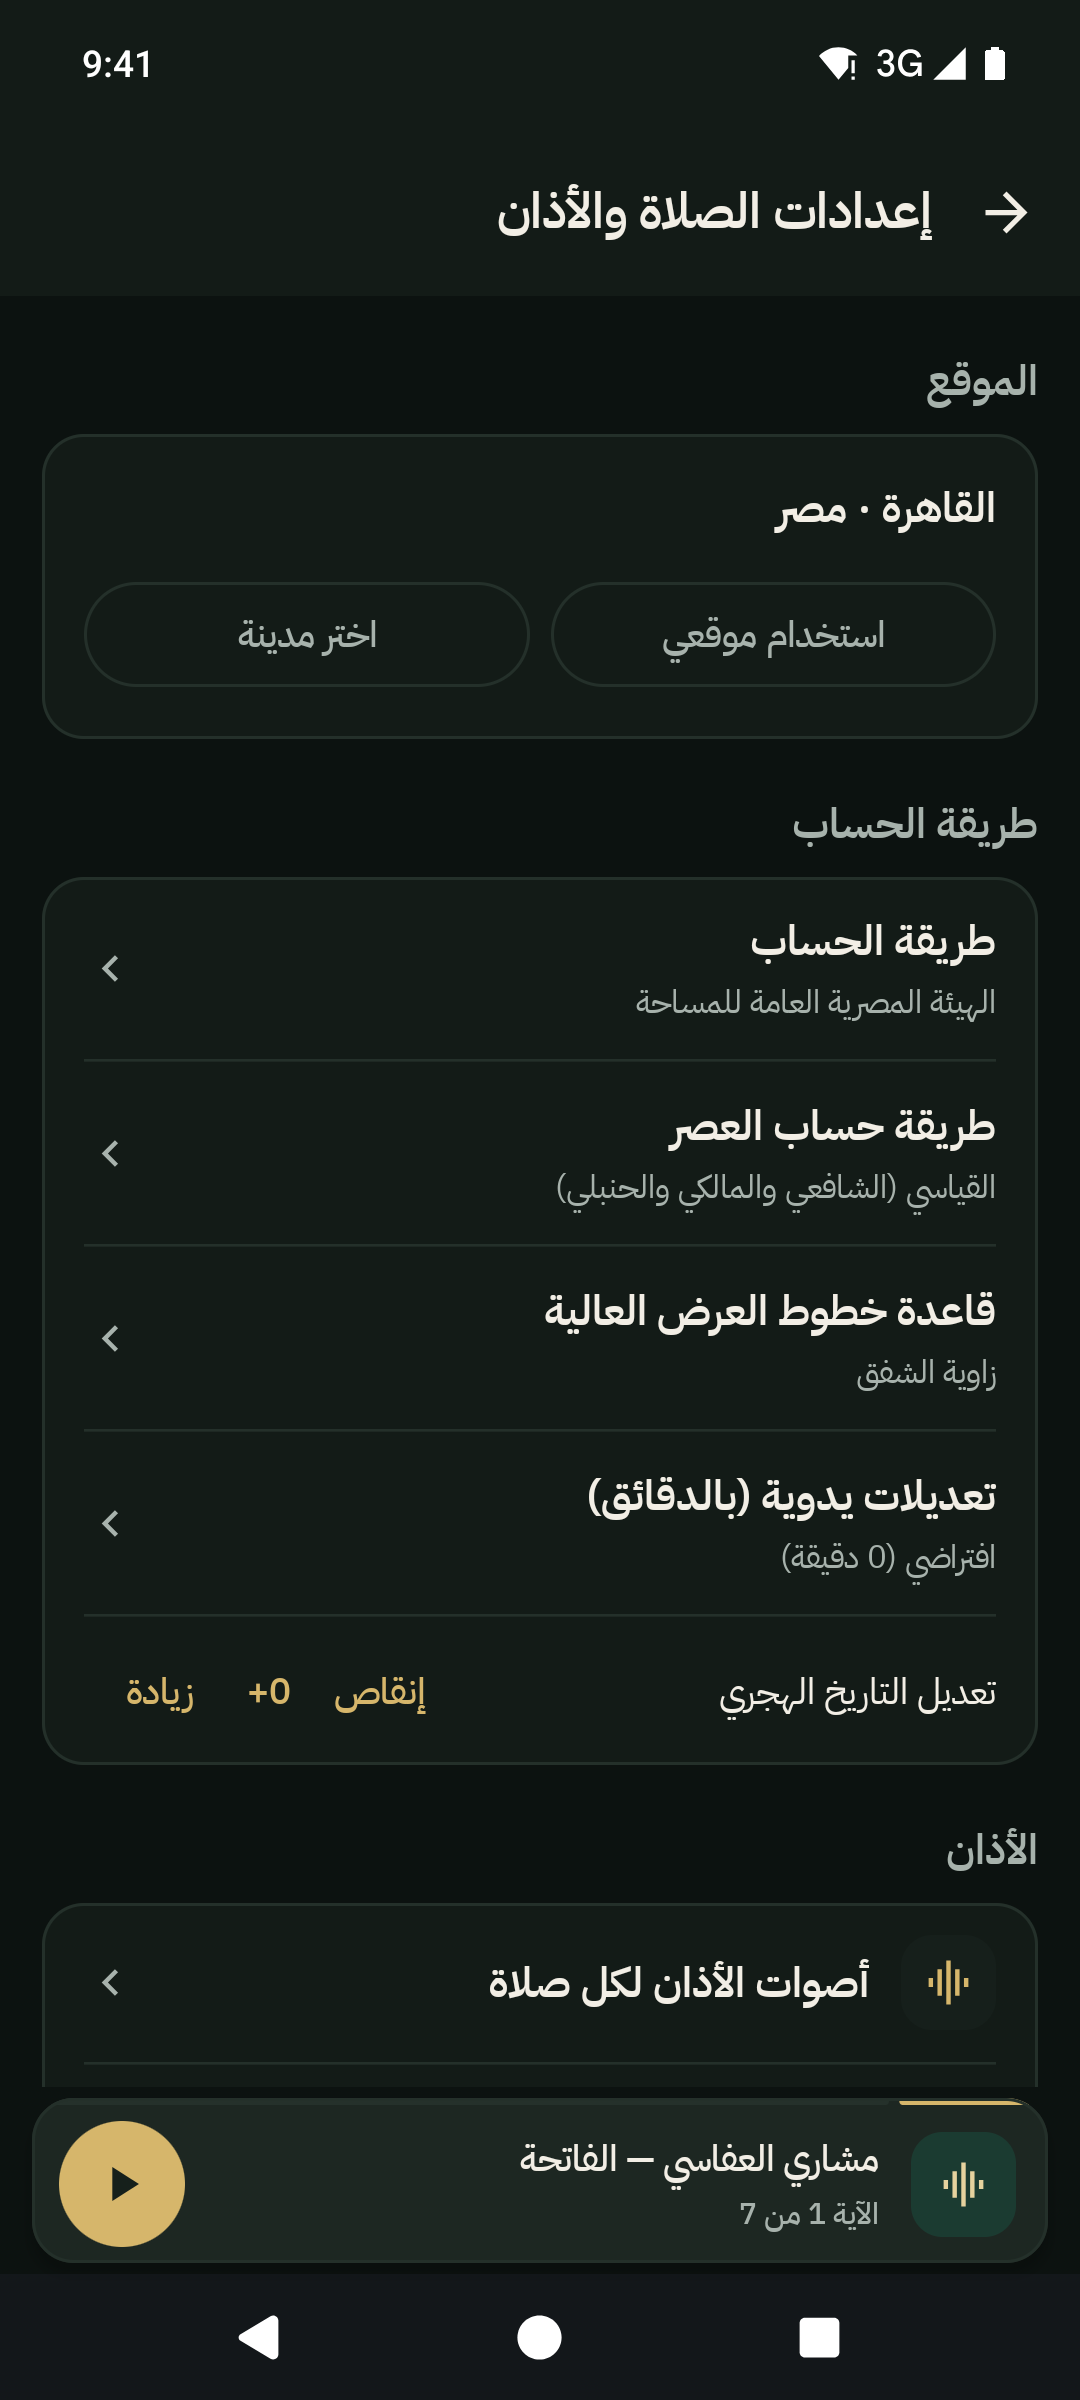 9:41
3G
إعدادات الصلاة والأذان
الموقع
القاهرة · مصر
استخدام موقعي
اختر مدينة
طريقة الحساب
طريقة الحساب
الهيئة المصرية العامة للمساحة
طريقة حساب العصر
القياسي (الشافعي والمالكي والحنبلي)
قاعدة خطوط العرض العالية
زاوية الشفق
تعديلات يدوية (بالدقائق)
افتراضي (0 دقيقة)
تعديل التاريخ الهجري
إنقاص
+0
زيادة
الأذان
أصوات الأذان لكل صلاة
مشاري العفاسي — الفاتحة
الآية 1 من 7